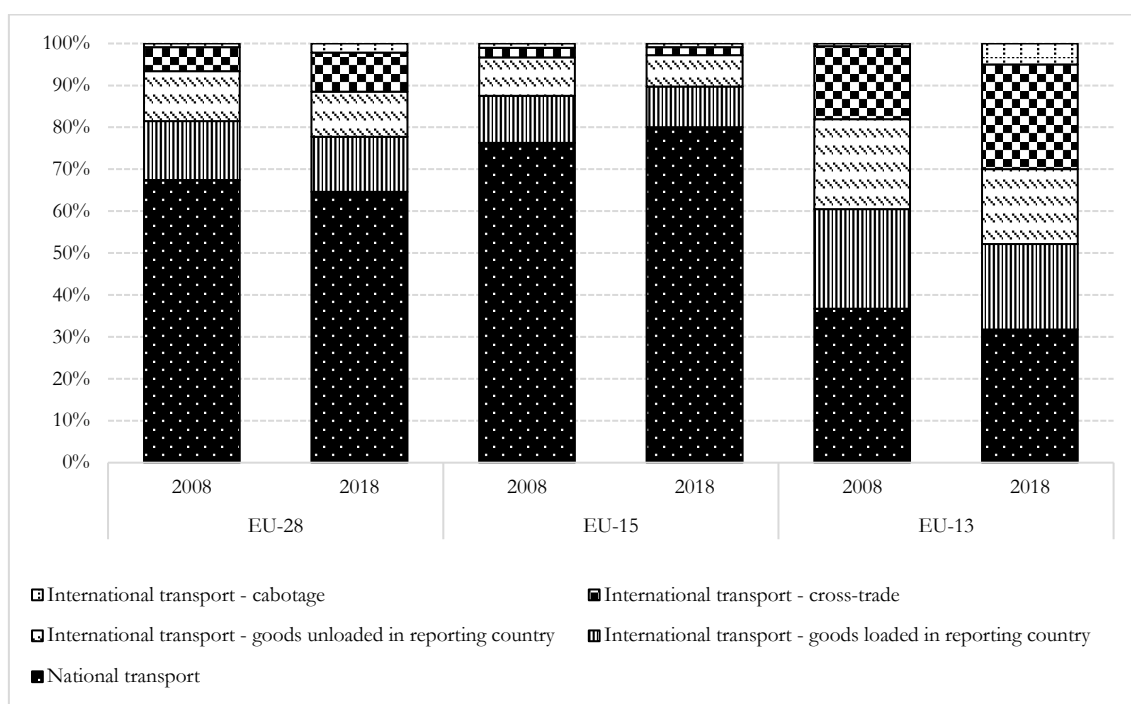 100%
90%
80%
70%
60%
50%
40%
30%
20%
10%
0%
2008 2018 2008 2018 2008 2018
EU-28 EU-15 EU-13
International transport - cabotage International transport - cross-trade
International transport - goods unloaded in reporting country International transport - goods loaded in reporting country
National transport